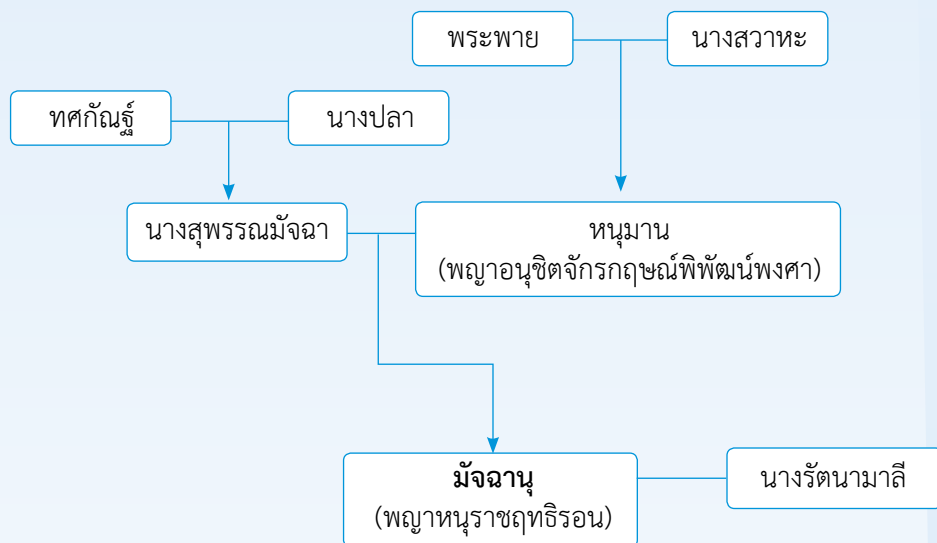 พระพาย
นางสวาหะ
ทศกัณฐ์
นางปลา
นางสุพรรณมัจฉา
หนุมาน
(พญาอนุชิตจักรกฤษณ์พิพัฒน์พงศา)
มัจฉานุ
(พญาหนุราชฤทธิรอน)
นางรัตนามาลี